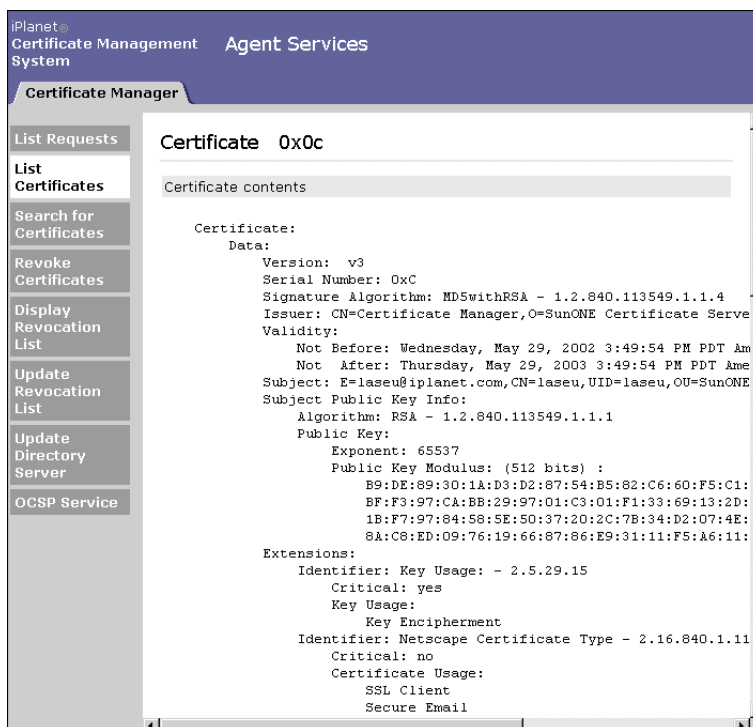 iPlanet®
Certificate Management
System
Agent Services
Certificate Manager
List Requests
List
Certificates
Search for
Certificates
Revoke
Certificates
Display
Revocation
List
Update
Revocation
List
Update
Directory
Server
OCSP Service
Certificate 0x0c
Certificate contents
Certificate:
Data:
Version: v3
Serial Number: 0xC
Signature Algorithm: MD5withRSA - 1.2.840.113549.1.1.4
Issuer: CN=Certificate Manager,O=SunONE Certificate Serve
Validity:
Not Before: Wednesday, May 29, 2002 3:49:54 PM PDT Am
Not After: Thursday, May 29, 2003 3:49:54 PM PDT Ame
Subject: E=laseu@iplanet.com,CN=laseu,UID=laseu,OU=SunONE
Subject Public Key Info:
Algorithm: RSA - 1.2.840.113549.1.1.1
Public Key:
Exponent: 65537
Public Key Modulus: (512 bits) :
B9:DE:89:30:1A:D3:D2:87:54:B5:82:C6:60:F5:C1:
BF:F3:97:CA:BB:29:97:01:C3:01:F1:33:69:13:2D:
1B:F7:97:84:58:5E:50:37:20:2C:7B:34:D2:07:4E:
8A:C8:ED:09:76:19:66:87:86:E9:31:11:F5:A6:11:
Extensions:
Identifier: Key Usage: - 2.5.29.15
Critical: yes
Key Usage:
Key Encipherment
Identifier: Netscape Certificate Type - 2.16.840.1.11
Critical: no
Certificate Usage:
SSL Client
Secure Email